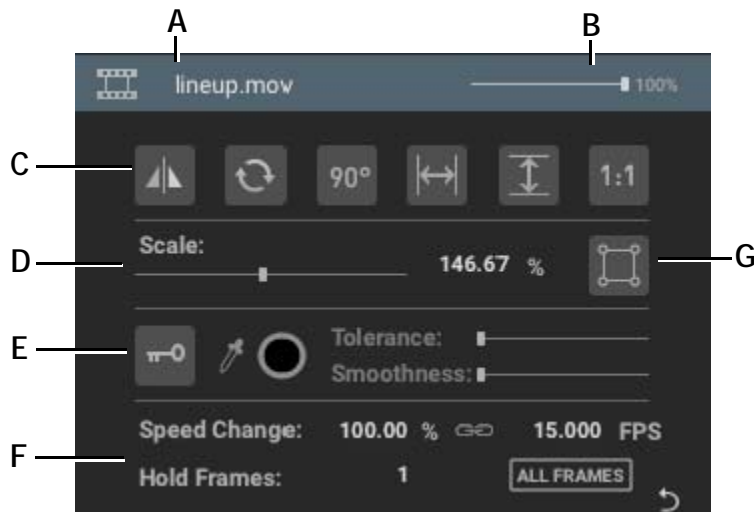 A
B
lineup.mov 100%
C
90° 1:1
D
Scale: 146.67 %
G
E
Tolerance:
Smoothness:
F
Speed Change: 100.00 % 15.000 FPS
Hold Frames: 1 ALL FRAMES